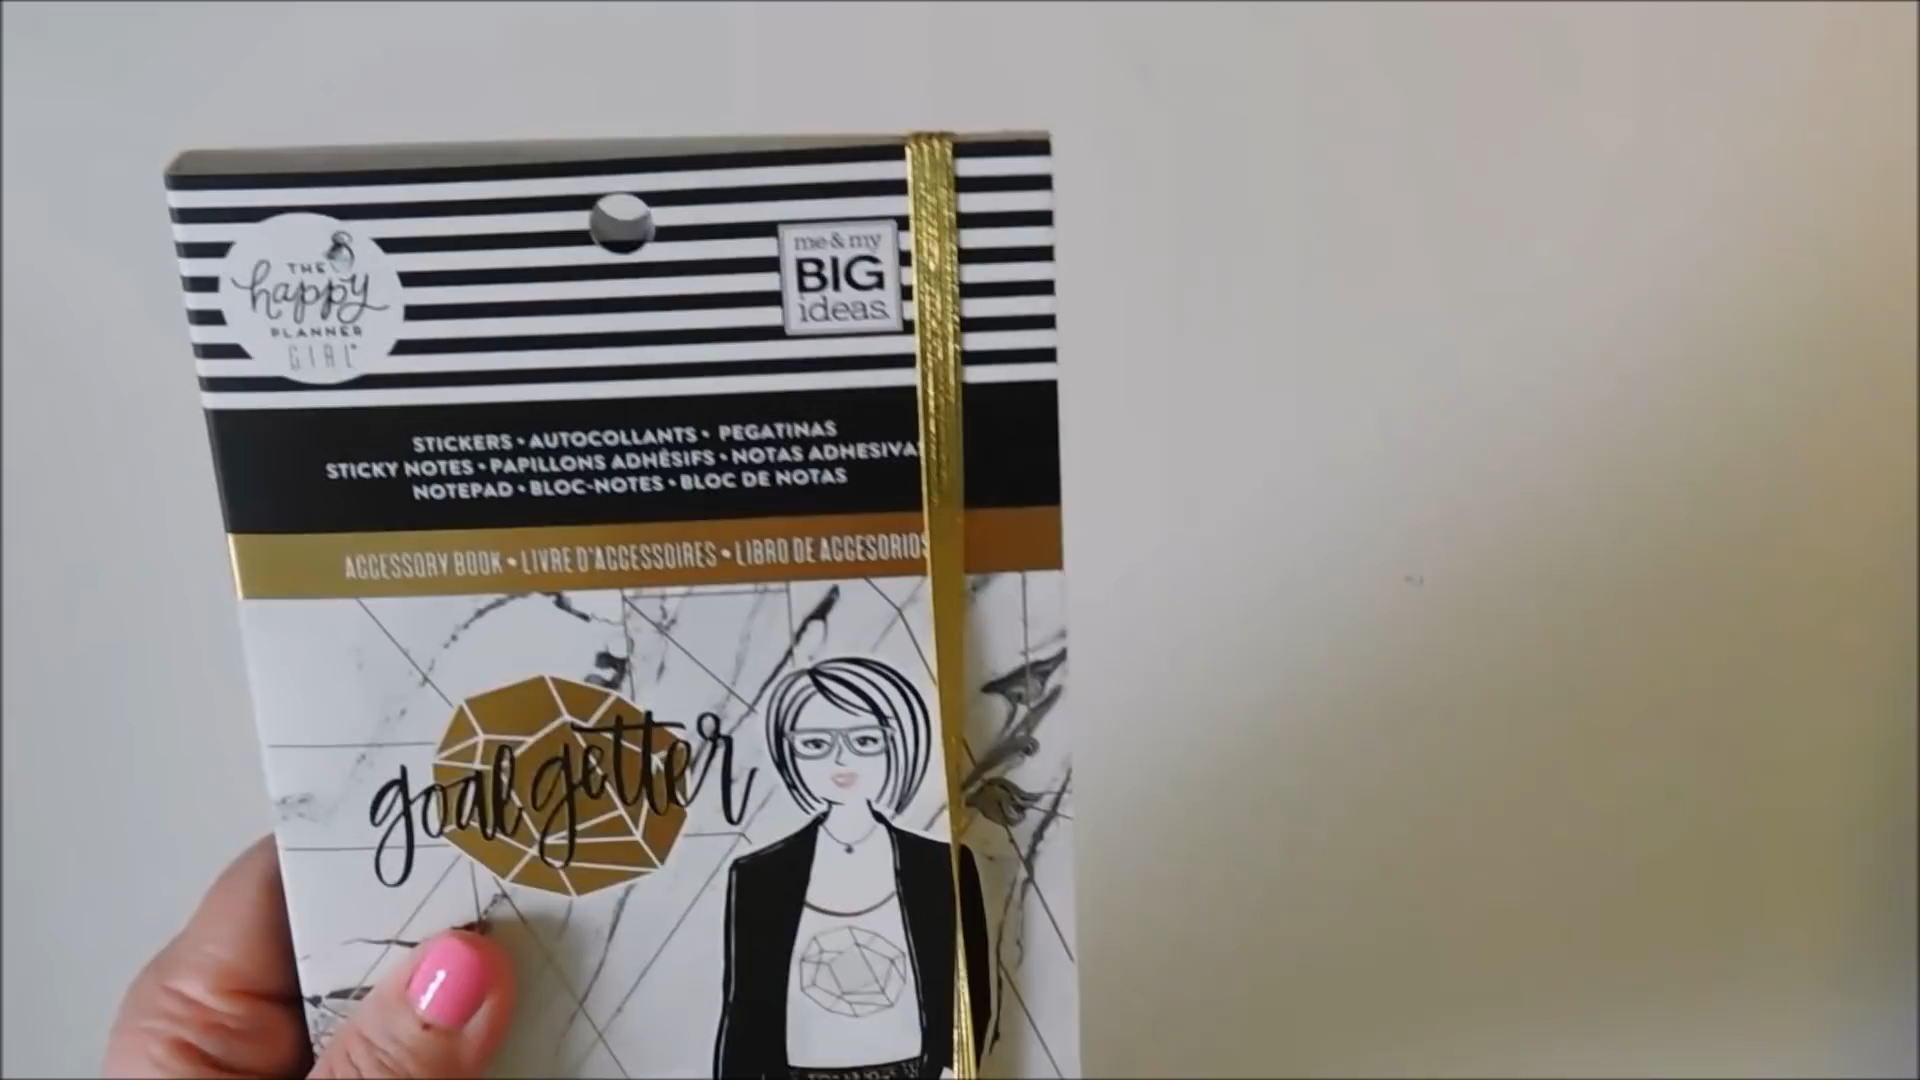 THE
happy
PLANNER
GIRL
me & my
BIG
ideas
STICKERS • AUTOCOLLANTS • PEGATINAS
STICKY NOTES • PAPILLONS ADHÉSIFS • NOTAS ADHESIVA
NOTEPAD • BLOC-NOTES • BLOC DE NOTAS
ACCESSORY BOOK • LIVRE D'ACCESSOIRES • LIBRO DE ACCESORIOS
goal getter